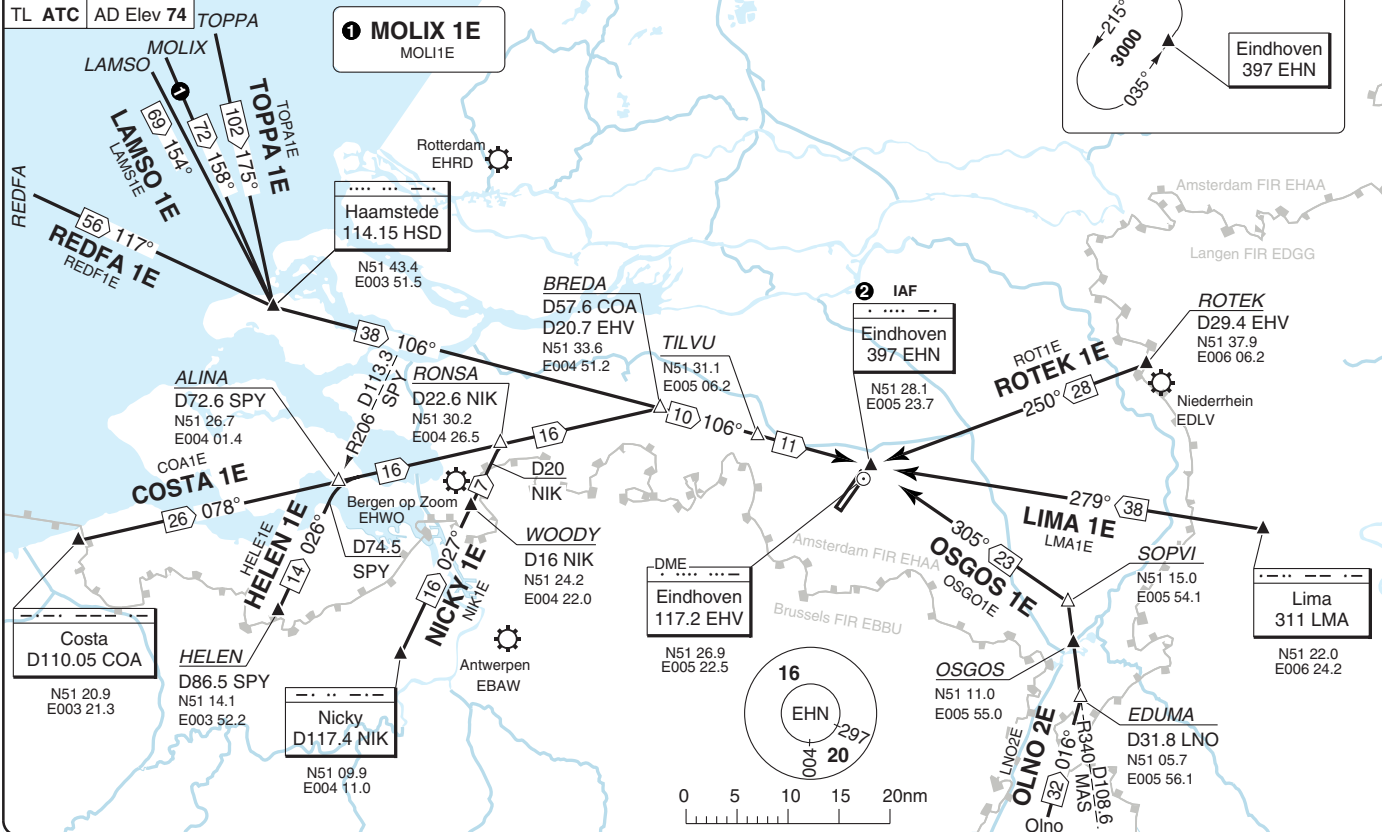 TL ATC
AD Elev 74
TOPPA
MOLIX
LAMSO
REDFA
1 MOLIX 1E
MOLI1E
215°
3000
035°
Eindhoven
397 EHN
1
69 154°
LAMSO 1E
LAMS1E
72 158°
102 175°
TOPA1E
TOPPA 1E
56 117°
REDFA 1E
REDF1E
Rotterdam
EHRD
Haamstede
114.15 HSD
N51 43.4
E003 51.5
Amsterdam FIR EHAA
Langen FIR EDGG
38 106°
BREDA
D57.6 COA
D20.7 EHV
N51 33.6
E004 51.2
TILVU
N51 31.1
E005 06.2
2 IAF
Eindhoven
397 EHN
N51 28.1
E005 23.7
ROTEK
D29.4 EHV
N51 37.9
E006 06.2
ROT1E
ROTEK 1E
250° 28
Niederrhein
EDLV
ALINA
D72.6 SPY
N51 26.7
E004 01.4
R206 D113.3
SPY
RONSA
D22.6 NIK
N51 30.2
E004 26.5
10 106°
11
16
16
COA1E
COSTA 1E
26 078°
Bergen op Zoom
EHWO
D20
NIK
7
HELE1E
HELEN 1E
14 026°
D74.5
SPY
WOODY
D16 NIK
N51 24.2
E004 22.0
16 027°
NICKY 1E
NIK1E
279° 38
LIMA 1E
LMA1E
305° 23
OSGOS 1E
OSGO1E
Amsterdam FIR EHAA
Brussels FIR EBBU
SOPVI
N51 15.0
E005 54.1
Lima
311 LMA
N51 22.0
E006 24.2
DME
Eindhoven
117.2 EHV
N51 26.9
E005 22.5
Costa
D110.05 COA
N51 20.9
E003 21.3
HELEN
D86.5 SPY
N51 14.1
E003 52.2
Nicky
D117.4 NIK
N51 09.9
E004 11.0
Antwerpen
EBAW
16
EHN
297
004
20
OSGOS
N51 11.0
E005 55.0
EDUMA
D31.8 LNO
N51 05.7
E005 56.1
LNO2E
OLNO 2E
32 016°
R340 D108.6
MAS
Olno
0 5 10 15 20nm